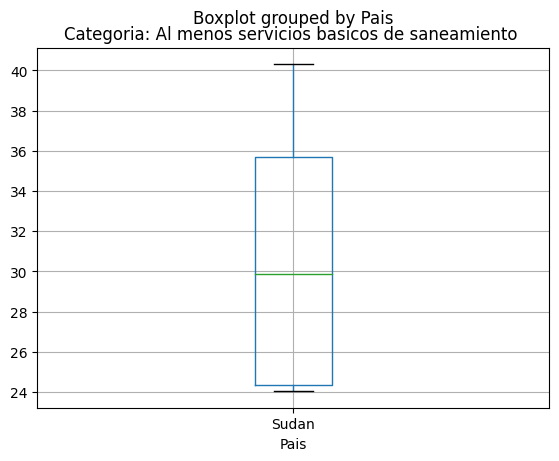 Boxplot grouped by Pais
Categoria: Al menos servicios basicos de saneamiento
40
38
36
34
32
30
28
26
24
Sudan
Pais